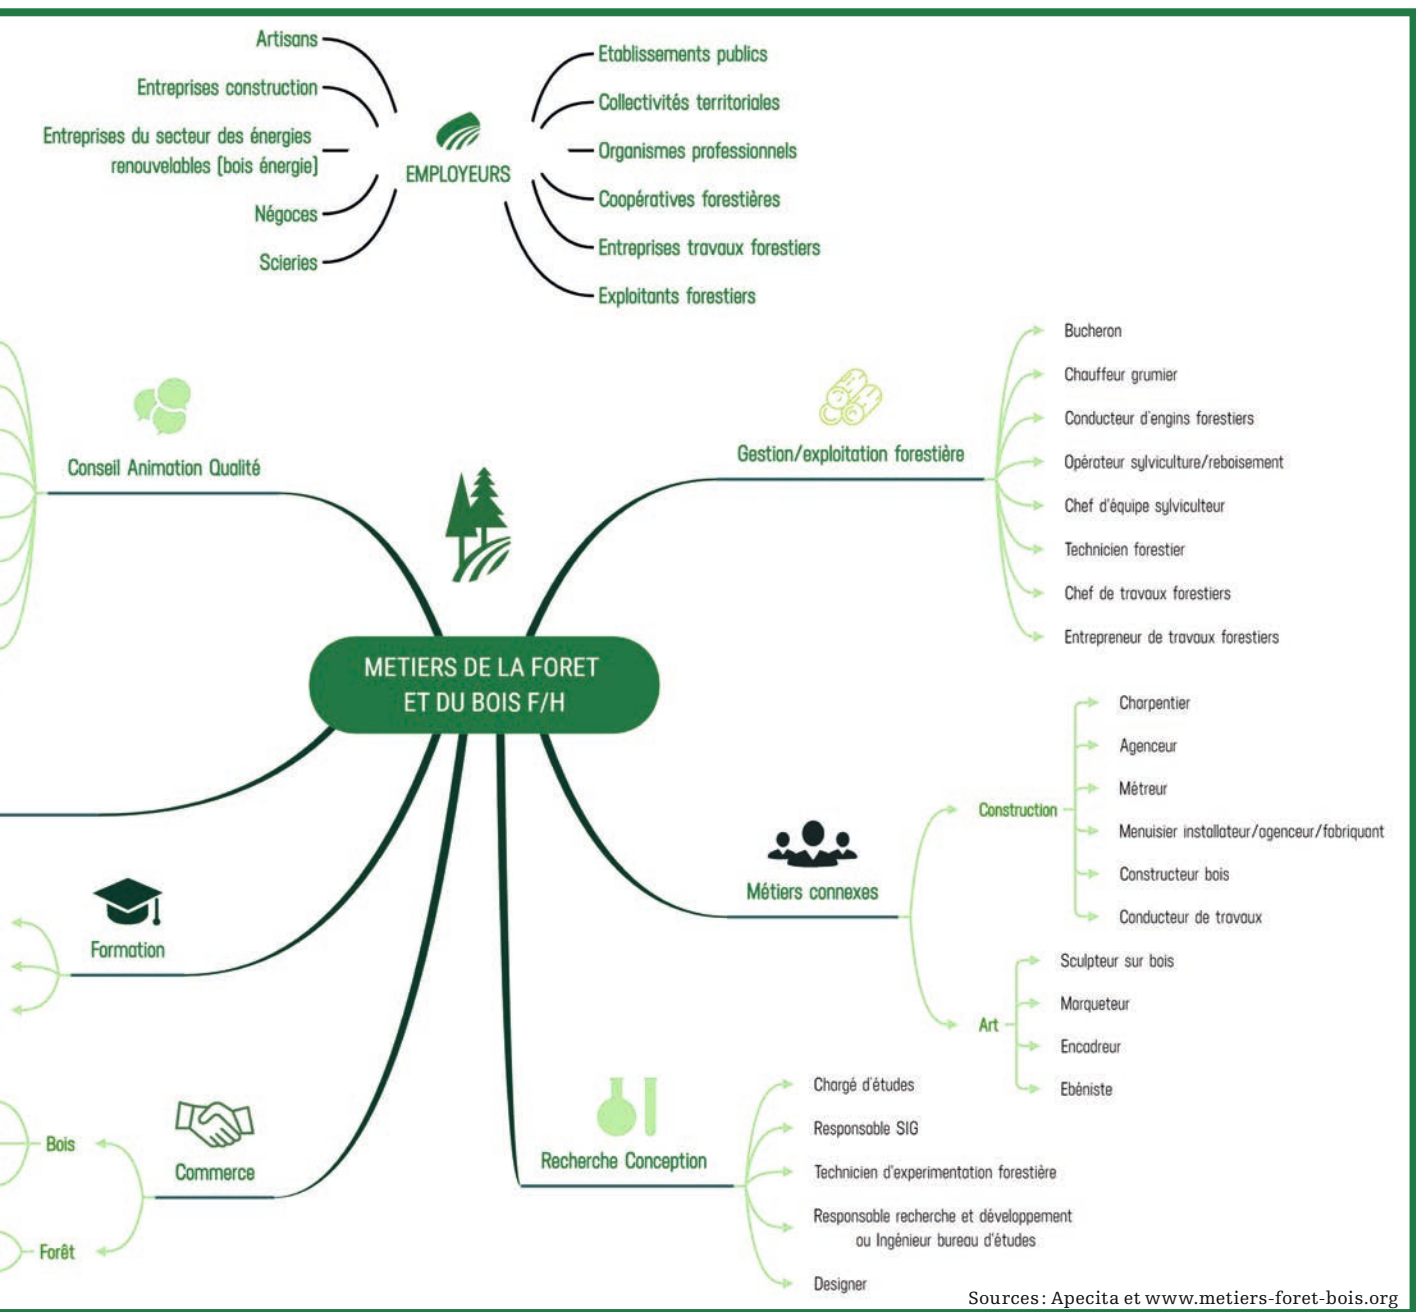 Artisans
Entreprises construction
Entreprises du secteur des énergies
renouvelables (bois énergie)
Négoces
Scieries
EMPLOYEURS
Etablissements publics
Collectivités territoriales
Organismes professionnels
Coopératives forestières
Entreprises travaux forestiers
Exploitants forestiers
Conseil Animation Qualité
Gestion/exploitation forestière
Bucheron
Chauffeur grumier
Conducteur d'engins forestiers
Opérateur sylviculture/reboisement
Chef d'équipe sylviculteur
Technicien forestier
Chef de travaux forestiers
Entrepreneur de travaux forestiers
METIERS DE LA FORET
ET DU BOIS F/H
Métiers connexes
Construction
Charpentier
Agenceur
Métreur
Menuisier installateur/agenceur/fabriquant
Constructeur bois
Conducteur de travaux
Art
Sculpteur sur bois
Marqueteur
Encadreur
Ebéniste
Formation
Commerce
Bois
Forêt
Recherche Conception
Chargé d'études
Responsable SIG
Technicien d'experimentation forestière
Responsable recherche et développement
ou Ingénieur bureau d'études
Designer
Sources : Apecita et www.metiers-foret-bois.org